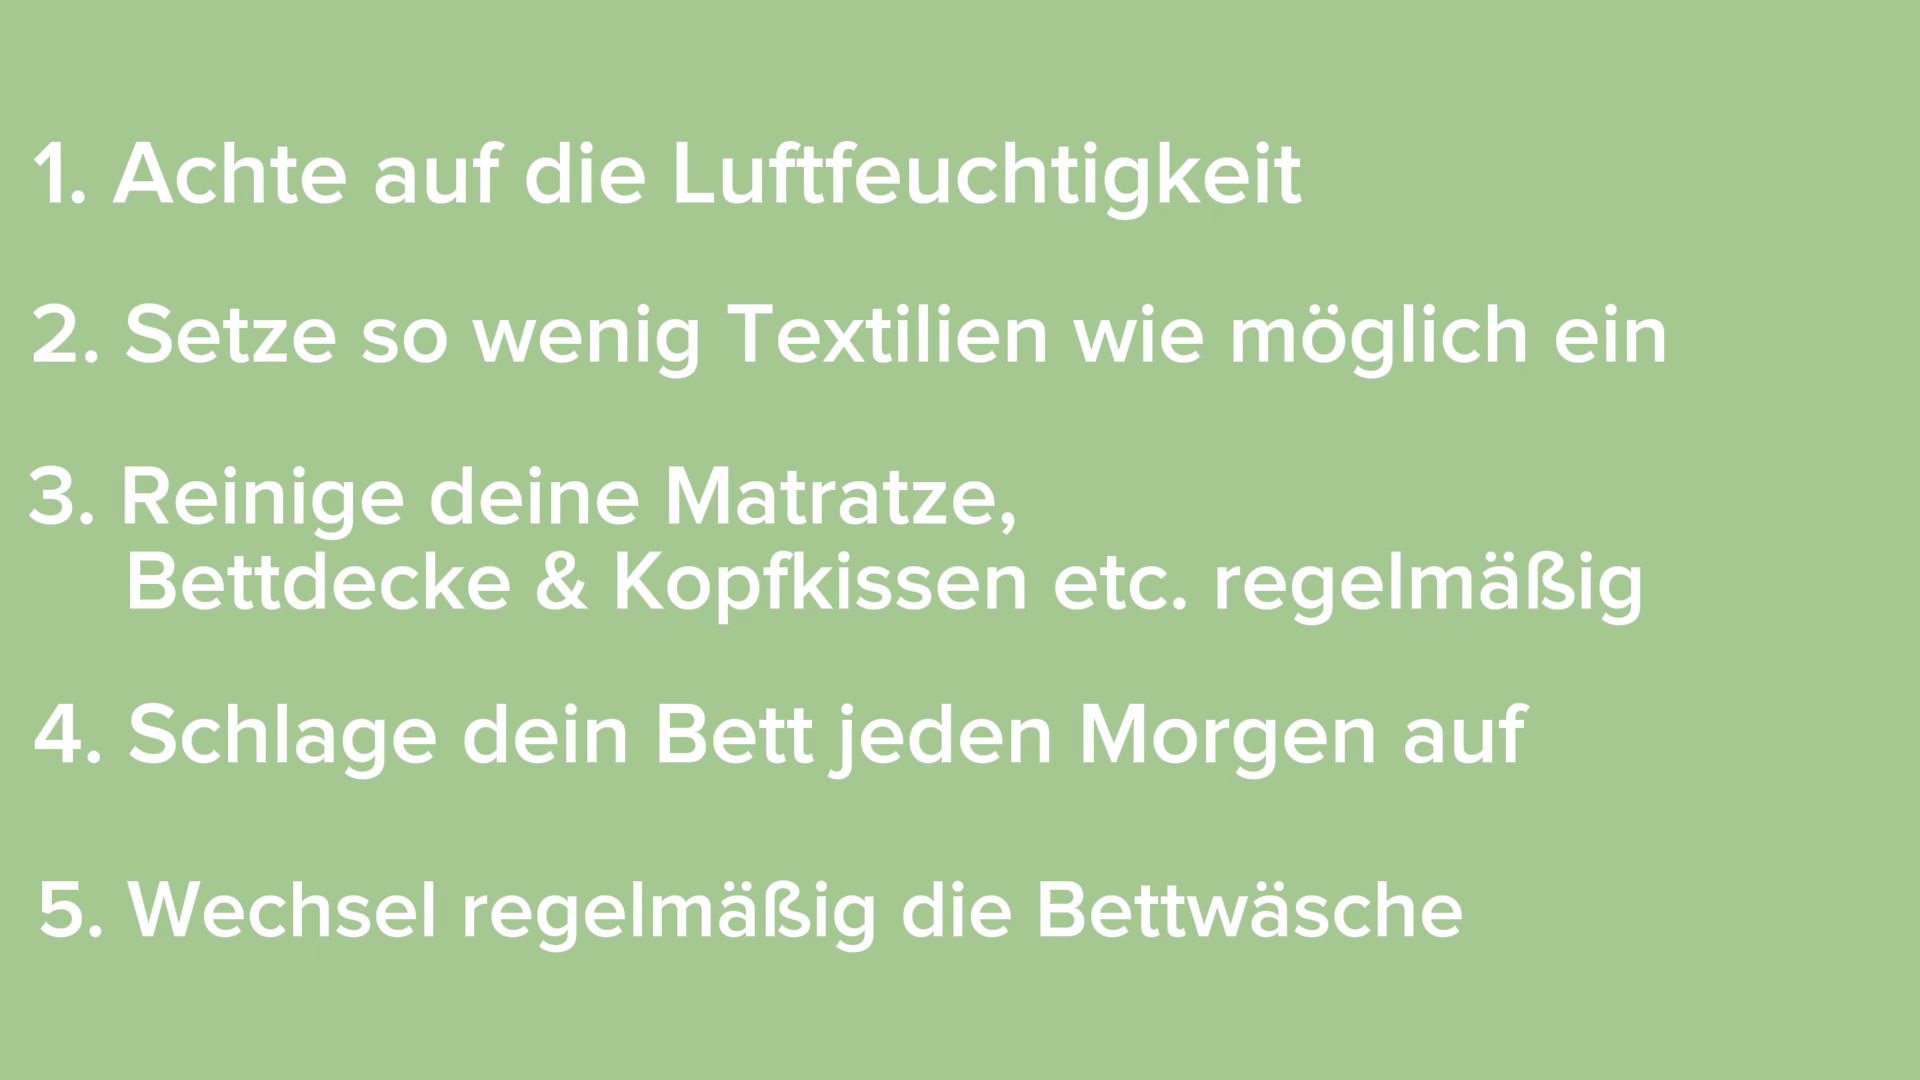 1. Achte auf die Luftfeuchtigkeit
2. Setze so wenig Textilien wie möglich ein
3. Reinige deine Matratze,
Bettdecke & Kopfkissen etc. regelmäßig
4. Schlage dein Bett jeden Morgen auf
5. Wechsel regelmäßig die Bettwäsche